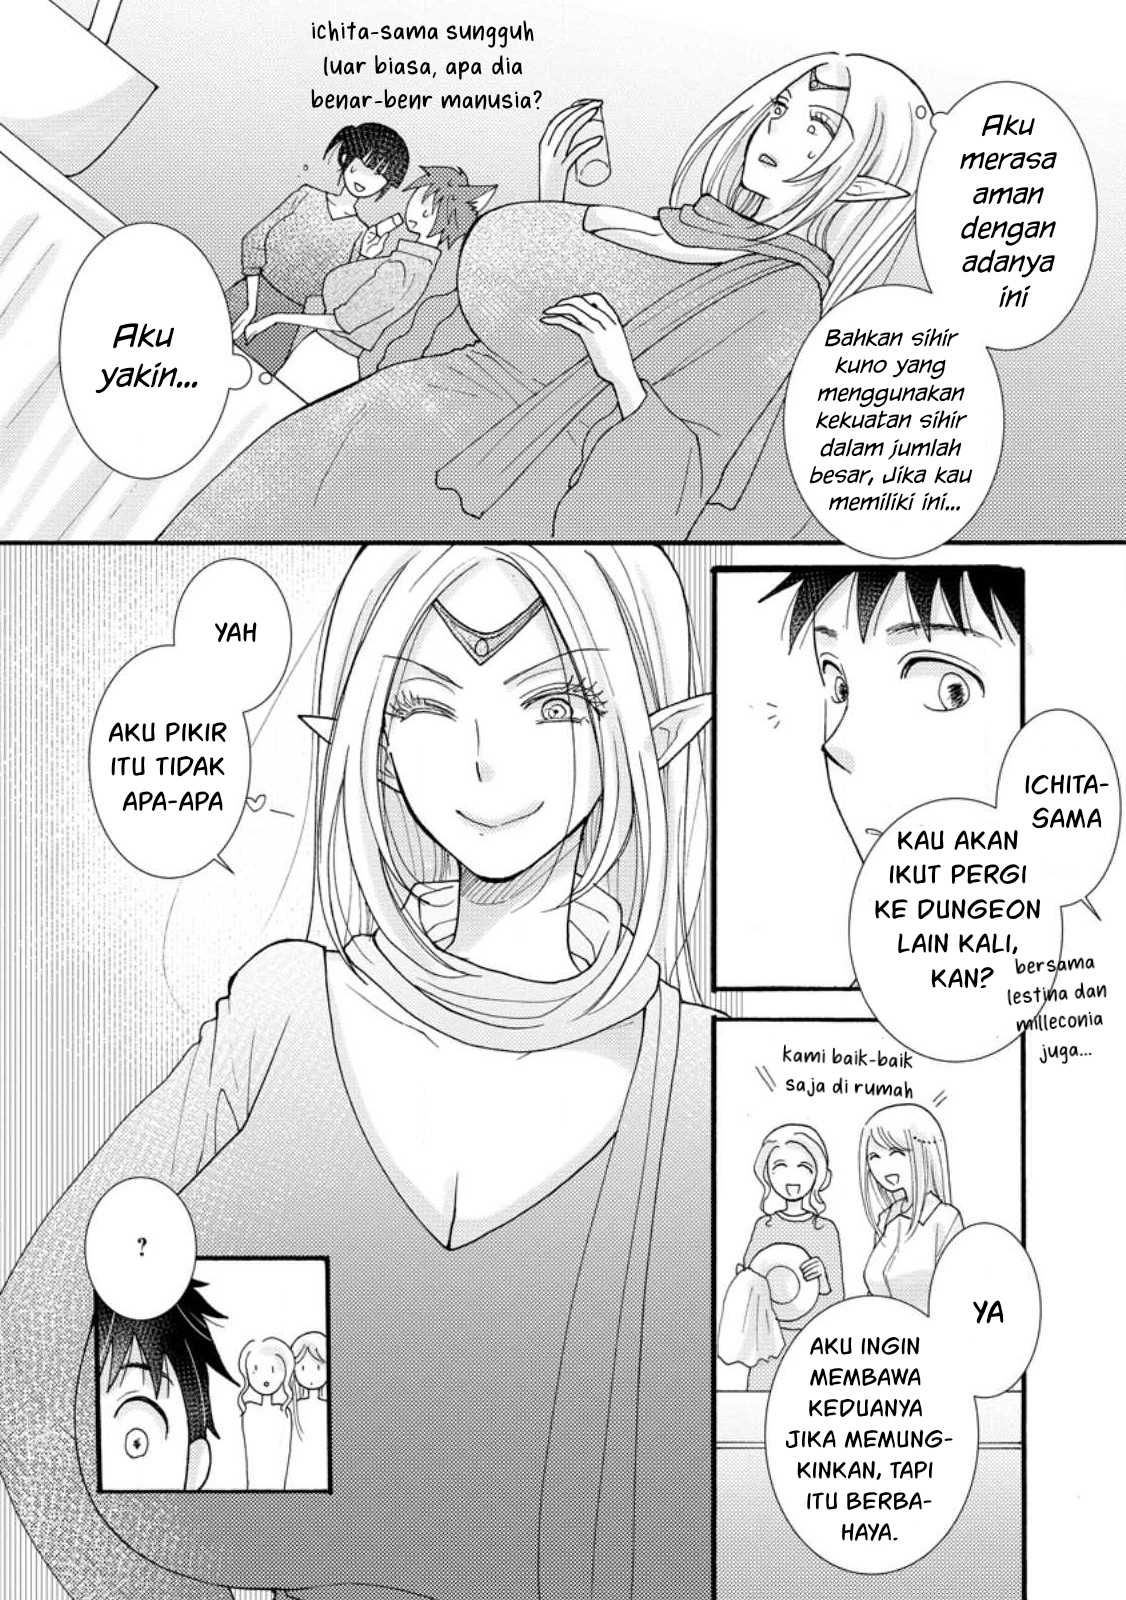 ichita-sama sungguh
luar biasa, apa dia
benar-benr manusia?
Aku
merasa
aman
dengan
adanya
ini
Bahkan sihir
kuno yang
menggunakan
kekuatan sihir
dalam jumlah
besar, Jika kau
memiliki ini...
Aku
yakin...
ICHITA-
SAMA
KAU AKAN
IKUT PERGI
KE DUNGEON
LAIN KALI,
KAN?
bersama
lestina dan
milleconia
juga...
YAH
AKU PIKIR
ITU TIDAK
APA-APA
kami baik-baik
saja di rumah
YA
AKU INGIN
MEMBAWA
KEDUANYA
JIKA MEMUNG-
KINKAN, TAPI
ITU BERBA-
HAYA.
?